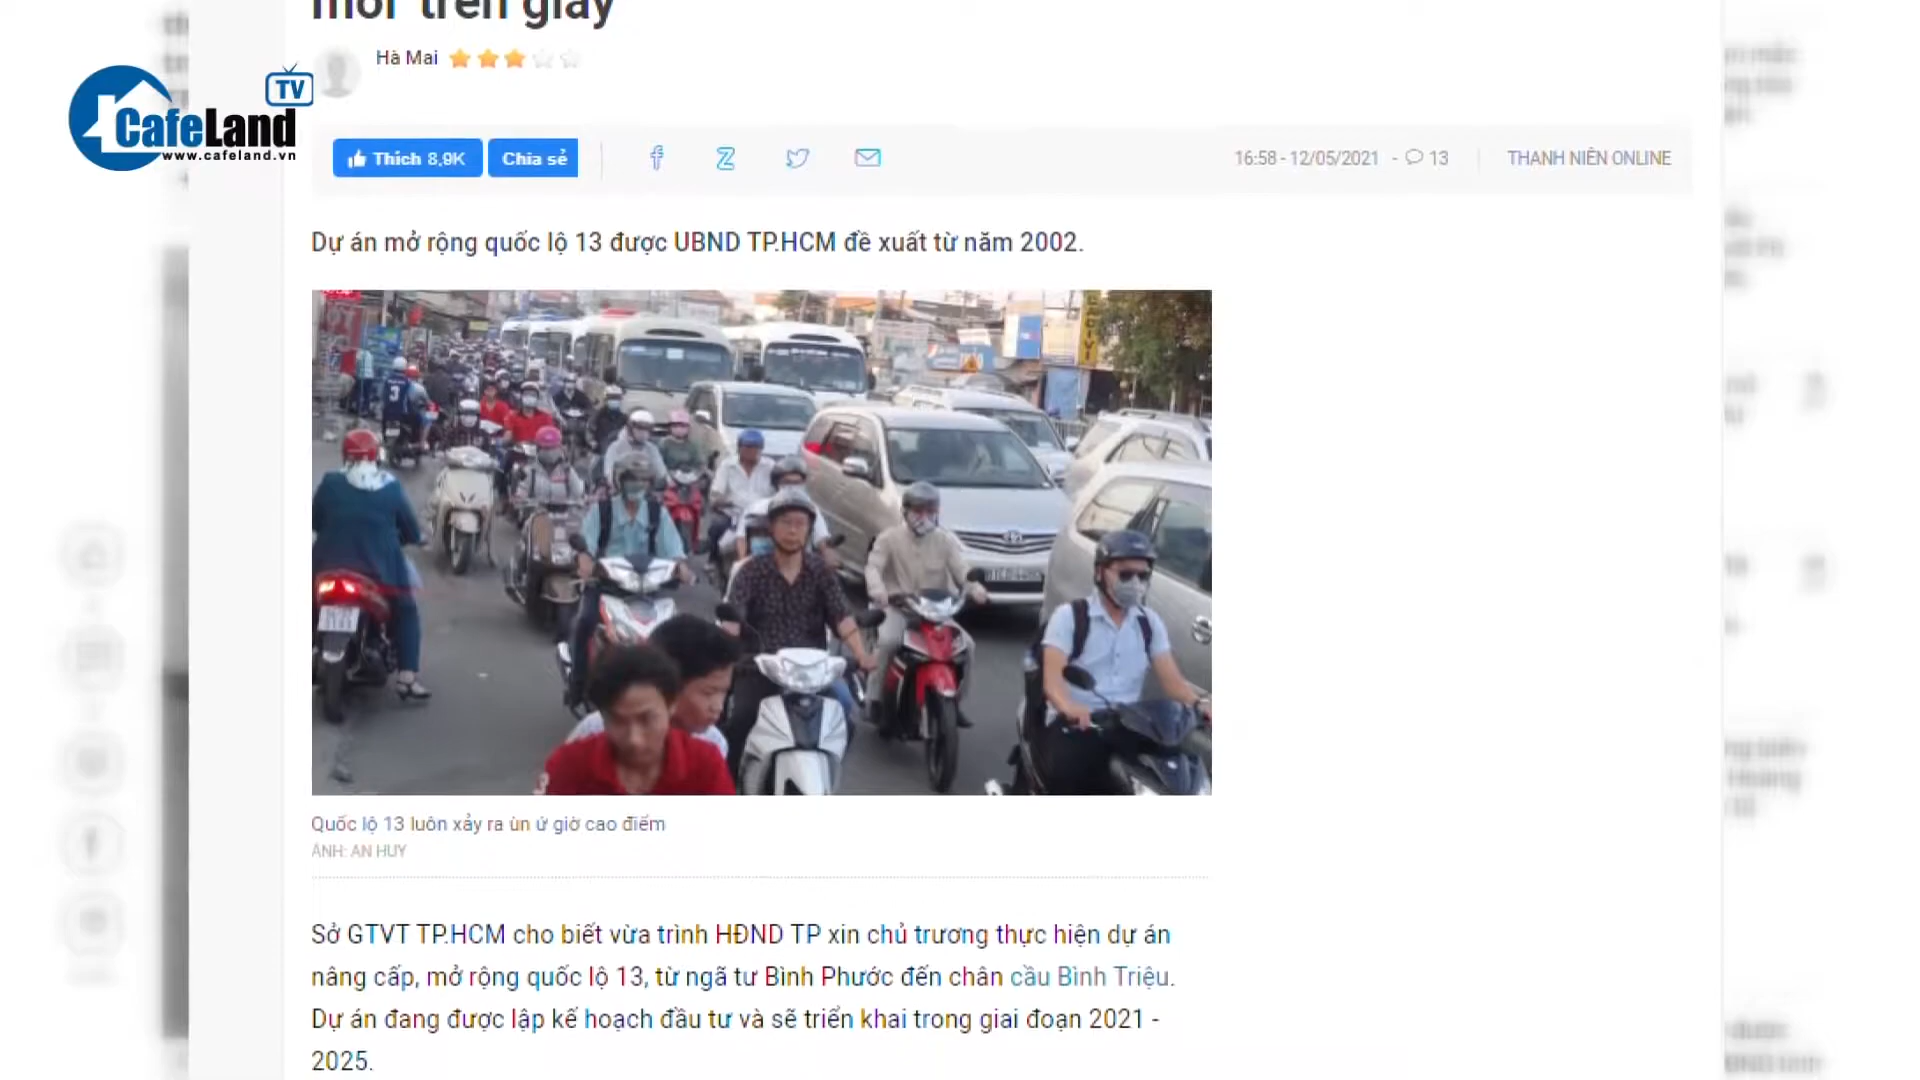 trên giấy
Hà Mai
TV
CafeLand
www.cafeland.vn
Thích 8,9K
Chia sẻ
16:58 - 12/05/2021 - 13
THANH NIÊN ONLINE
Dự án mở rộng quốc lộ 13 được UBND TP.HCM đề xuất từ năm 2002.
Quốc lộ 13 luôn xảy ra ùn ứ giờ cao điểm
ẢNH: AN HUY
Sở GTVT TP.HCM cho biết vừa trình HĐND TP xin chủ trương thực hiện dự án
nâng cấp, mở rộng quốc lộ 13, từ ngã tư Bình Phước đến chân cầu Bình Triệu.
Dự án đang được lập kế hoạch đầu tư và sẽ triển khai trong giai đoạn 2021 -
2025.